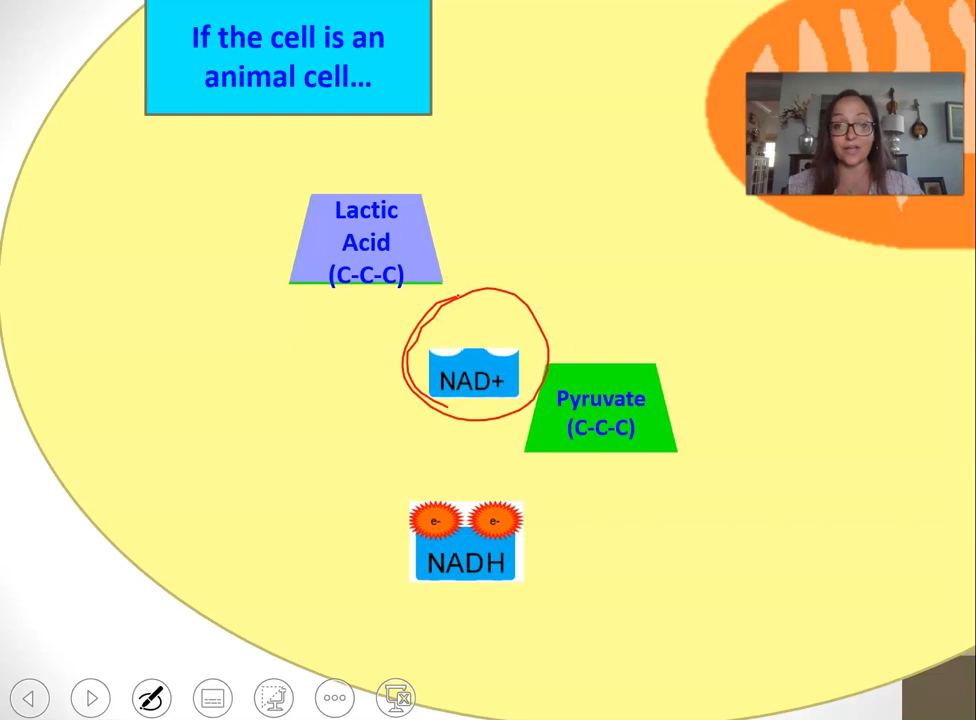 If the cell is an
animal cell...
Lactic
Acid
(C-C-C)
NAD+
Pyruvate
(C-C-C)
e-
e-
NADH